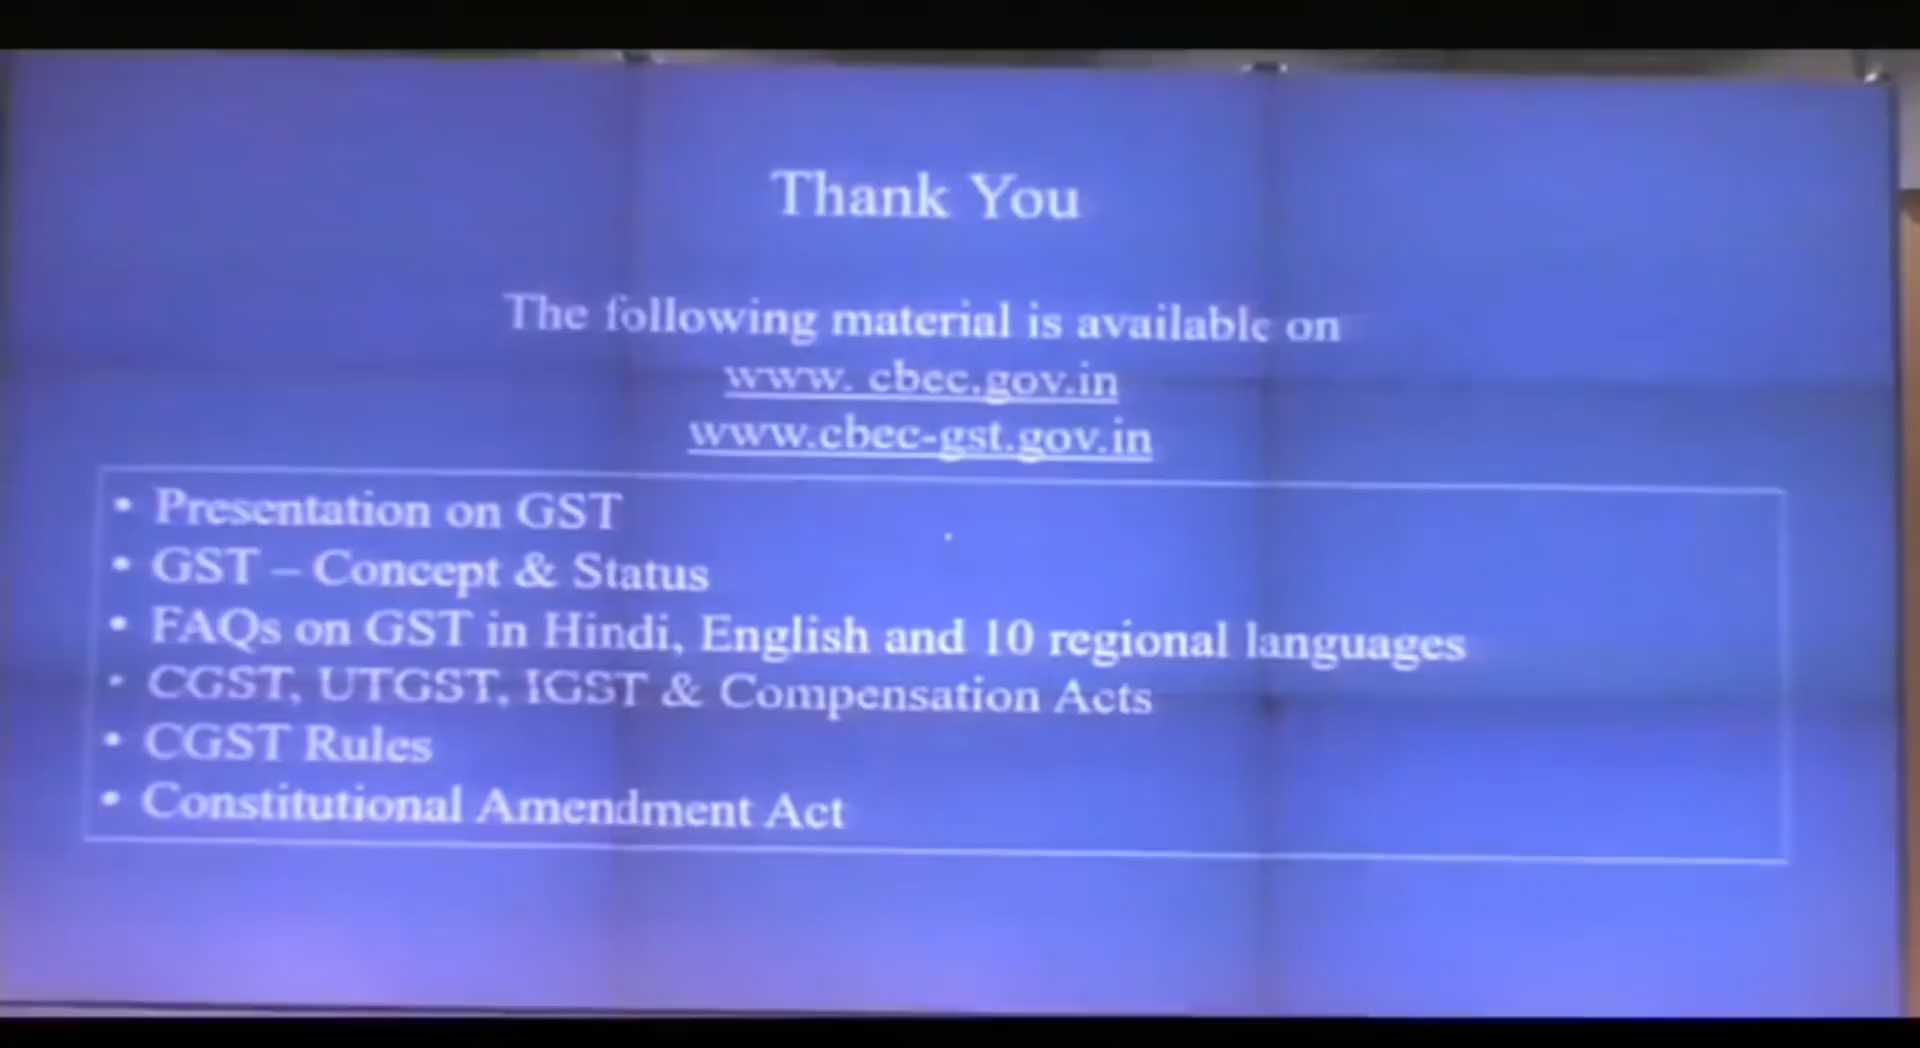 Thank You
The following material is available on
www. cbec.gov.in
www.cbec-gst.gov.in
• Presentation on GST
• GST – Concept & Status
• FAQs on GST in Hindi, English and 10 regional languages
• CGST, UTGST, IGST & Compensation Acts
• CGST Rules
• Constitutional Amendment Act